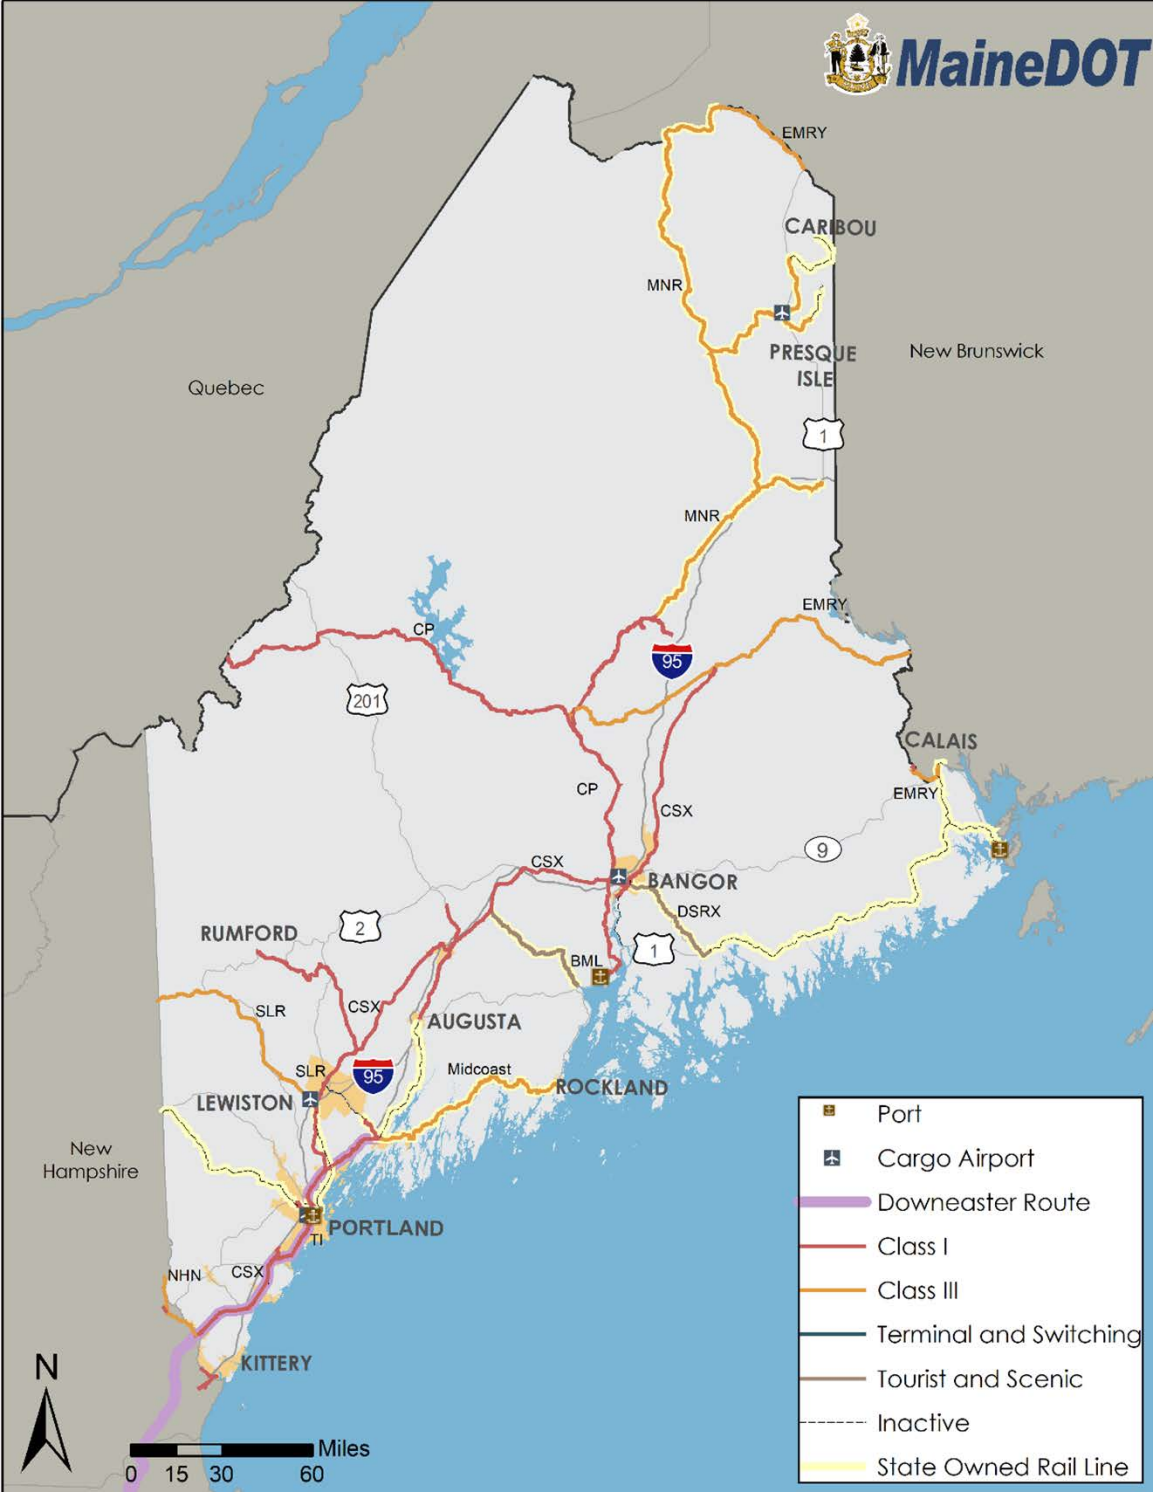 MaineDOT
EMRY
CARIBOU
MNR
PRESQUE
ISLE
New Brunswick
Quebec
1
MNR
EMRY
CP
95
201
CALAIS
EMRY
CP
CSX
9
CSX
BANGOR
DSRX
RUMFORD
2
1
BML
SLR
CSX
AUGUSTA
SLR
95
Midcoast
ROCKLAND
LEWISTON
New
Hampshire
PORTLAND
TI
NHN
CSX
KITTERY
N
Miles
0 15 30 60
Port
Cargo Airport
Downeaster Route
Class I
Class III
Terminal and Switching
Tourist and Scenic
Inactive
State Owned Rail Line